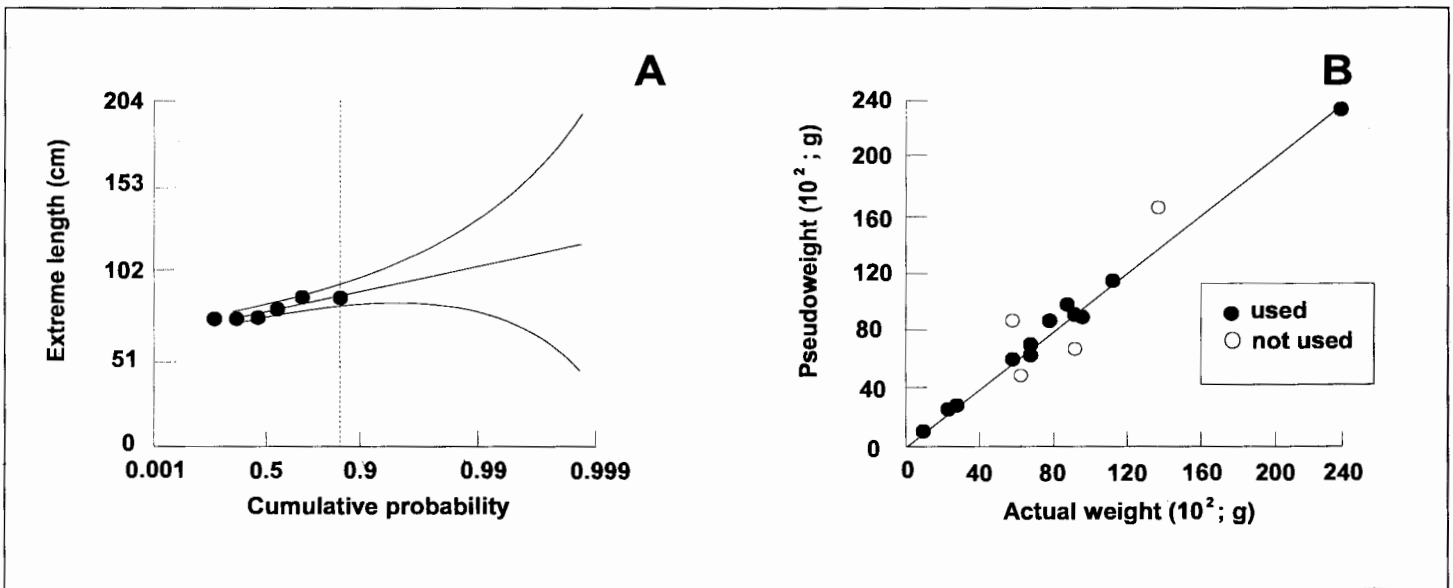 A
204
153
102
51
0
Extreme length (cm)
0.001 0.5 0.9 0.99 0.999
Cumulative probability
B
240
200
160
120
80
40
0
Pseudoweight (10²; g)
used
not used
0 40 80 120 160 200 240
Actual weight (10²; g)